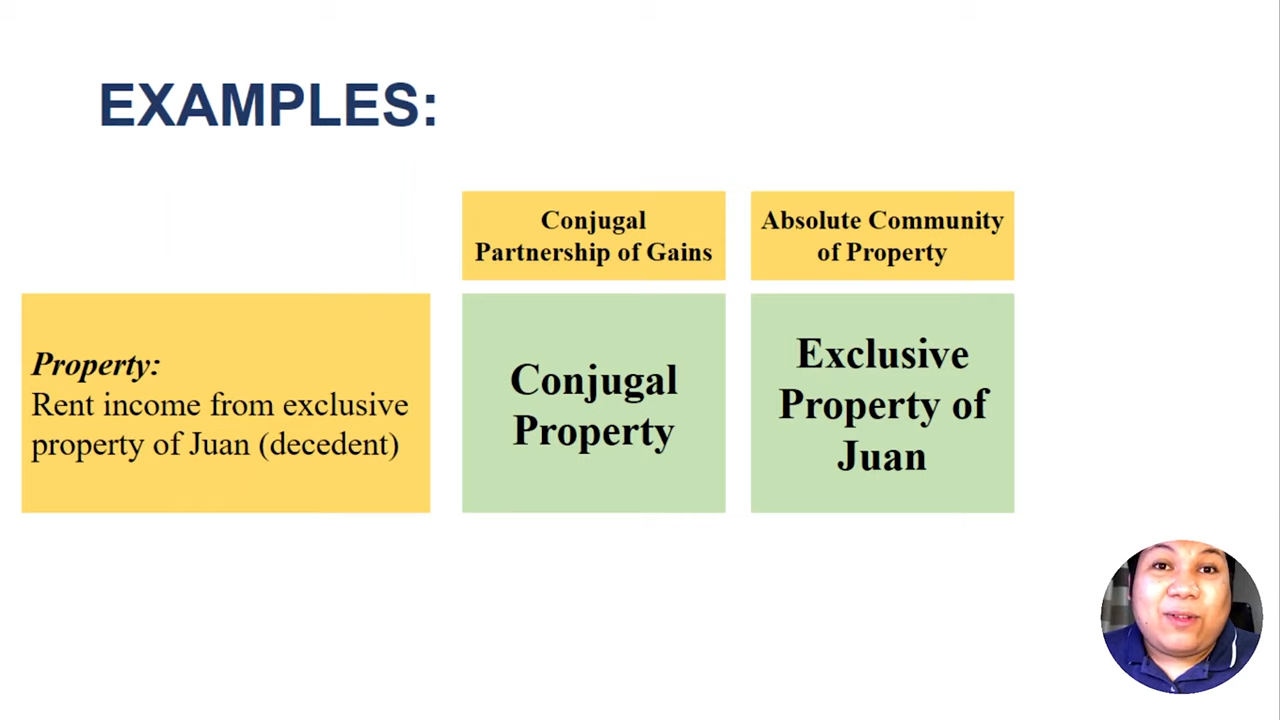 EXAMPLES:
Conjugal
Partnership of Gains
Absolute Community
of Property
Property:
Rent income from exclusive
property of Juan (decedent)
Conjugal
Property
Exclusive
Property of
Juan